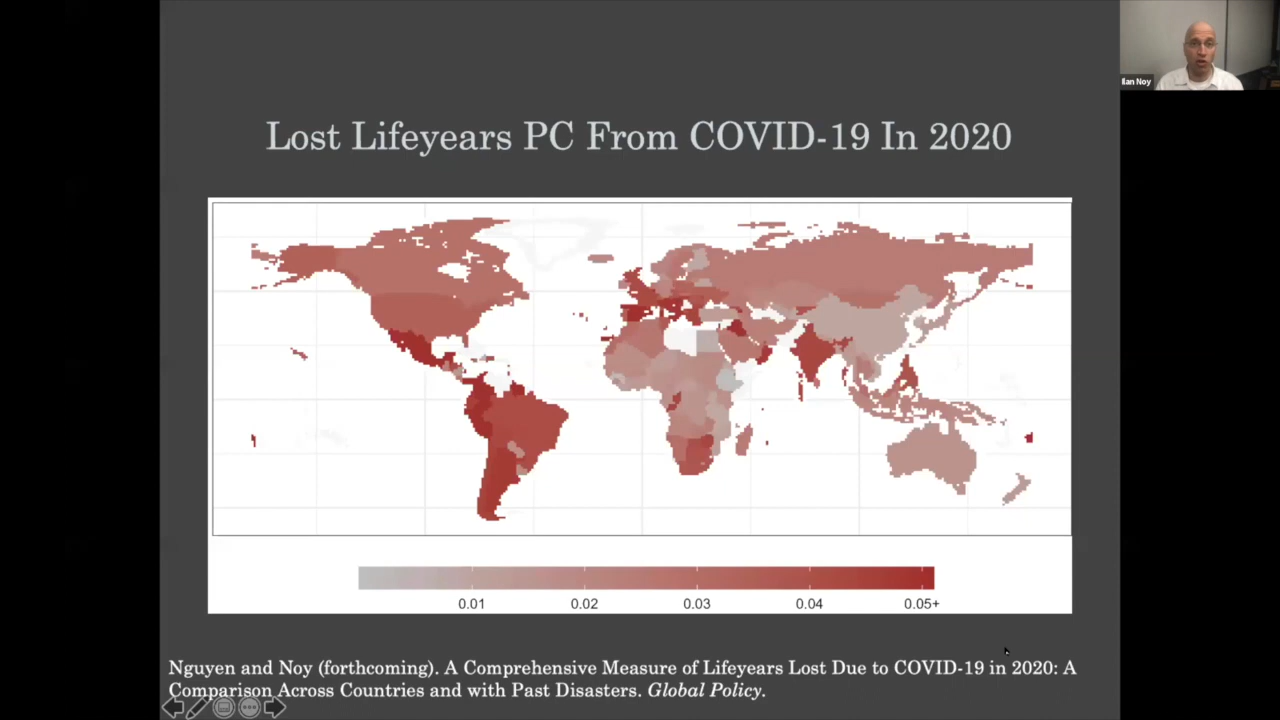 Ilan Noy
Lost Lifeyears PC From COVID-19 In 2020
0.01 0.02 0.03 0.04 0.05+
Nguyen and Noy (forthcoming). A Comprehensive Measure of Lifeyears Lost Due to COVID-19 in 2020: A
Comparison Across Countries and with Past Disasters. Global Policy.